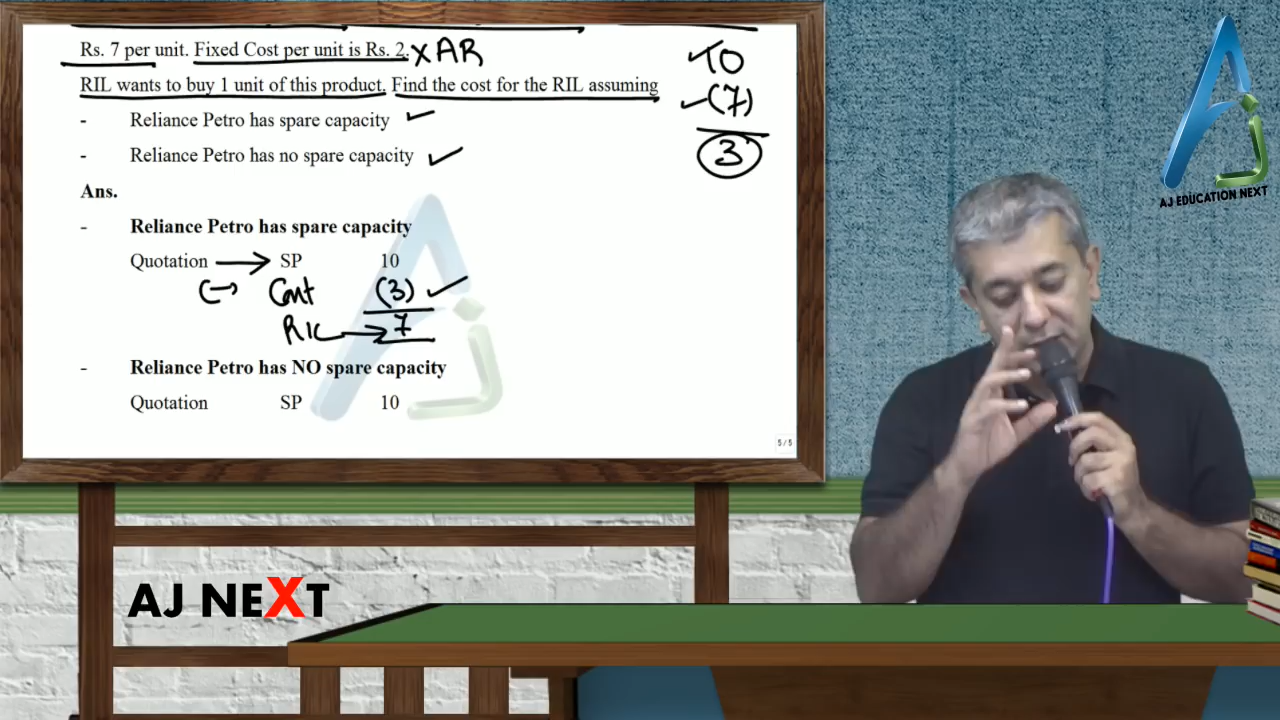 Rs. 7 per unit. Fixed Cost per unit is Rs. 2. x AR
RIL wants to buy 1 unit of this product. Find the cost for the RIL assuming
- Reliance Petro has spare capacity
- Reliance Petro has no spare capacity
10
(7)
3
Ans.
- Reliance Petro has spare capacity
Quotation → SP 10
(-) Cont (3)
RIL → 7
- Reliance Petro has NO spare capacity
Quotation SP 10
5/5
AJ EDUCATION NEXT
AJ NEXT